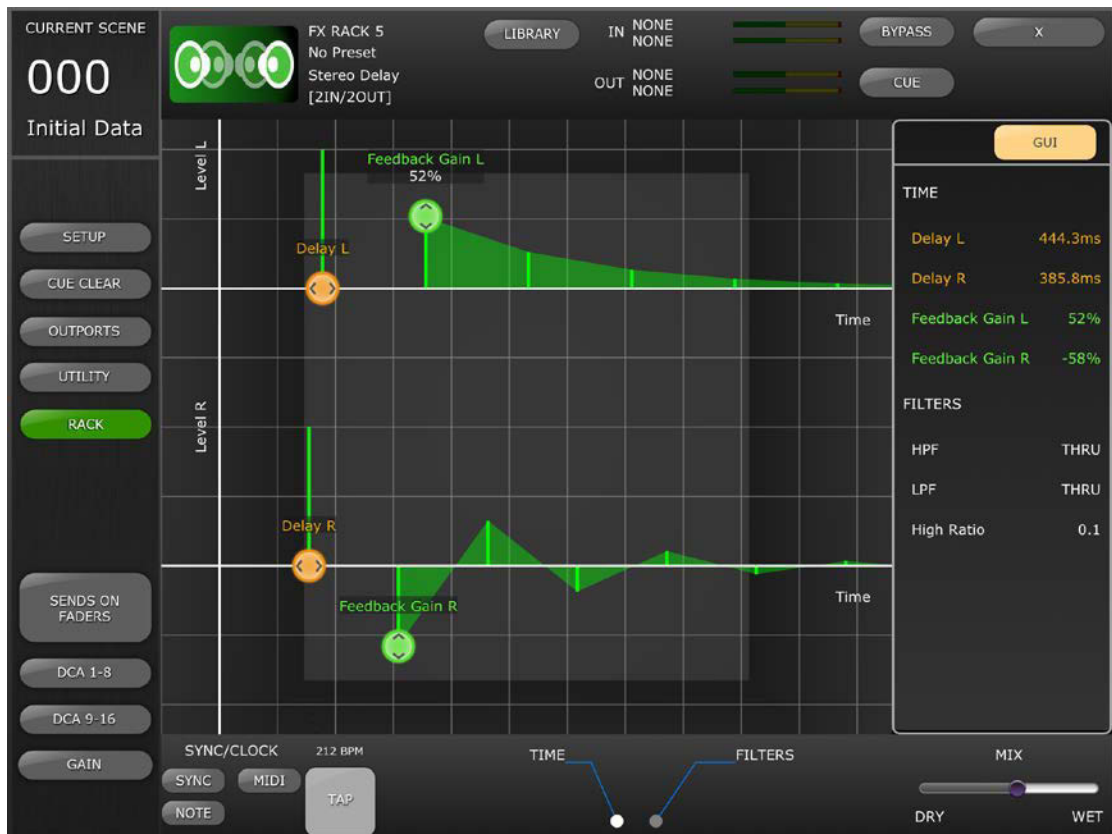 CURRENT SCENE
000
Initial Data
SETUP
CUE CLEAR
OUTPORTS
UTILITY
RACK
SENDS ON
FADERS
DCA 1-8
DCA 9-16
GAIN
FX RACK 5
No Preset
Stereo Delay
[2IN/2OUT]
LIBRARY
IN NONE
NONE
OUT NONE
NONE
BYPASS
X
CUE
Level L
Feedback Gain L
52%
Delay L
Time
Level R
Delay R
Feedback Gain R
Time
GUI
TIME
Delay L 444.3ms
Delay R 385.8ms
Feedback Gain L 52%
Feedback Gain R -58%
FILTERS
HPF THRU
LPF THRU
High Ratio 0.1
SYNC/CLOCK 212 BPM
SYNC MIDI
NOTE
TAP
TIME FILTERS
MIX
DRY WET